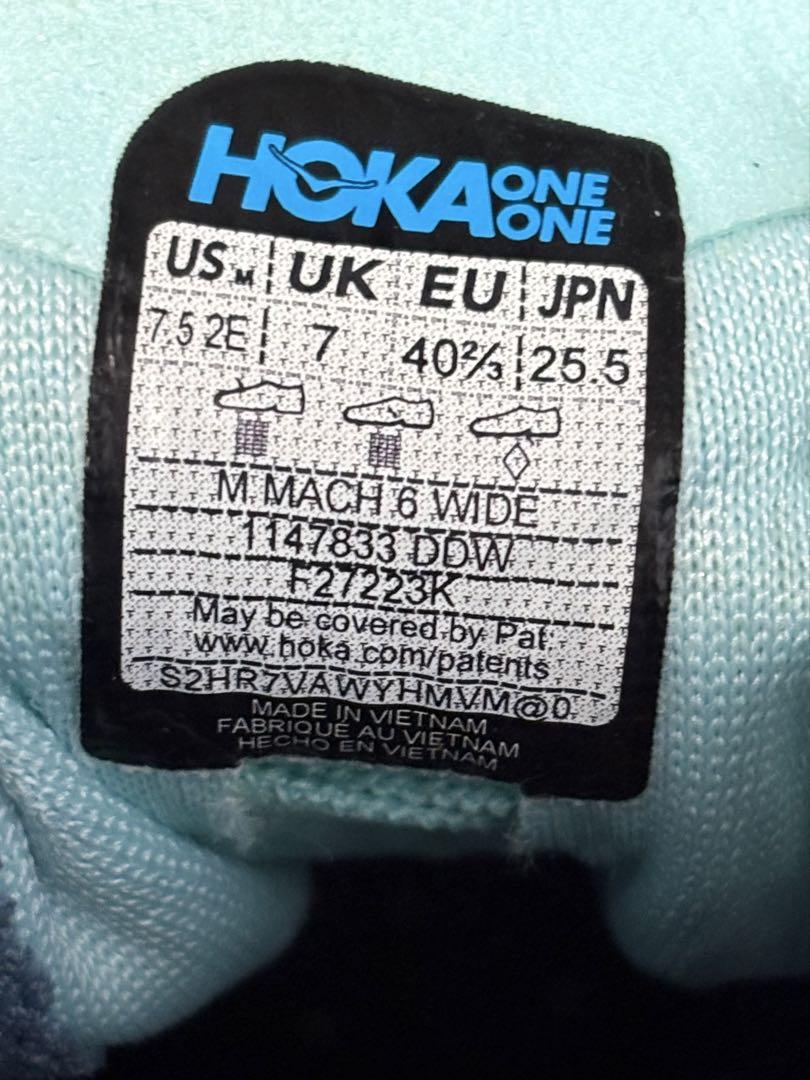 HOKA ONE ONE
US M UK EU JPN
7.5 2E 7 40⅔ 25.5
M MACH 6 WIDE
1147833 DDW
F27223K
May be covered by Pat:
www.hoka.com/patents
S2HR7VAWYHMVM@0
MADE IN VIETNAM
FABRIQUE AU VIETNAM
HECHO EN VIETNAM